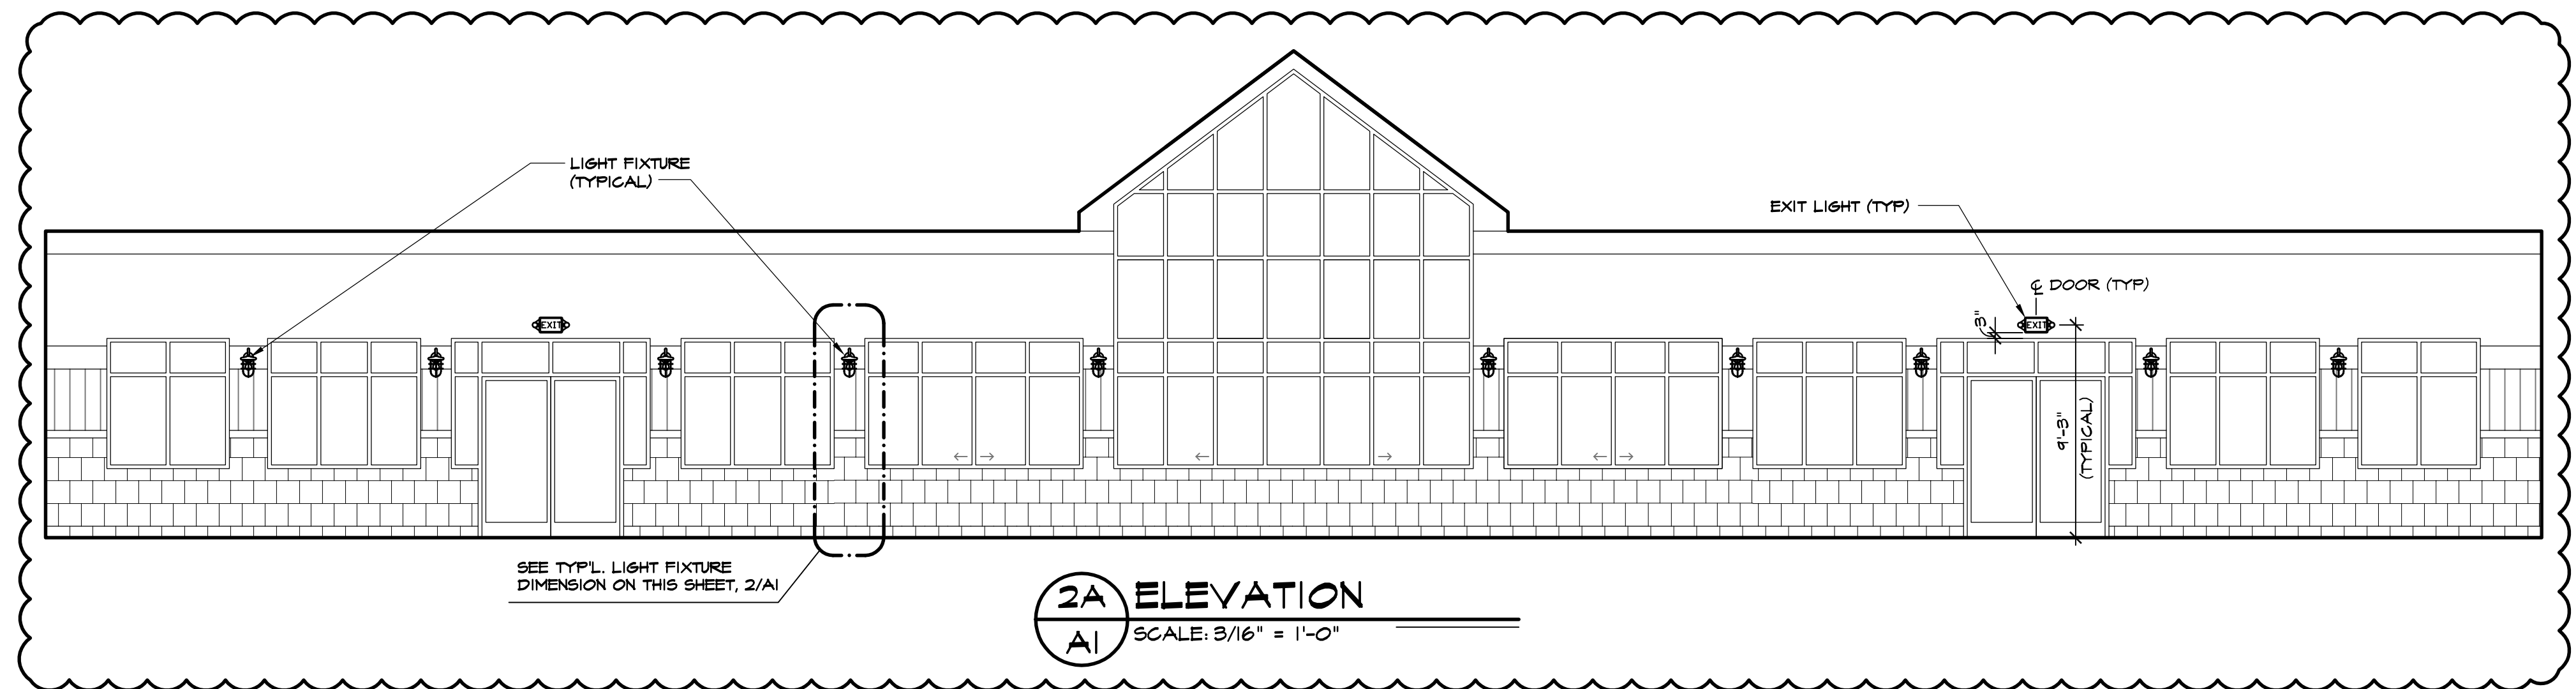 LIGHT FIXTURE
(TYPICAL)
EXIT LIGHT (TYP)
℄ DOOR (TYP)
3"
EXIT
EXIT
9'-3"
(TYPICAL)
SEE TYP'L. LIGHT FIXTURE
DIMENSION ON THIS SHEET, 2/A1
2A
A1
ELEVATION
SCALE: 3/16" = 1'-0"